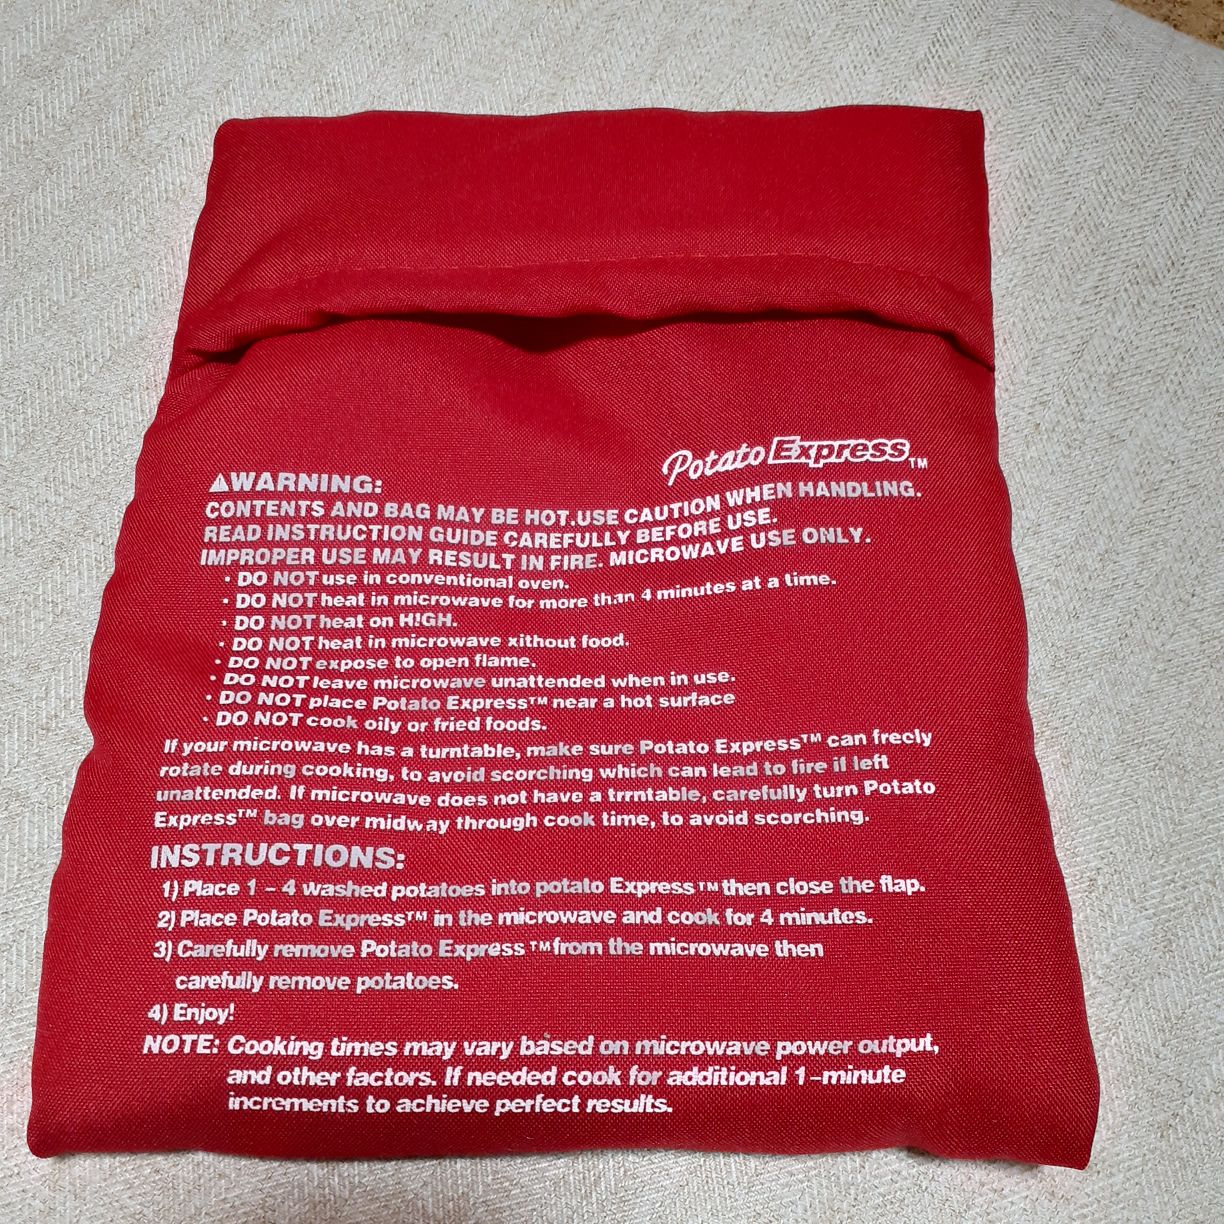 Potato Express™
⚠WARNING:
CONTENTS AND BAG MAY BE HOT.USE CAUTION WHEN HANDLING.
READ INSTRUCTION GUIDE CAREFULLY BEFORE USE.
IMPROPER USE MAY RESULT IN FIRE. MICROWAVE USE ONLY.
· DO NOT use in conventional oven.
· DO NOT heat in microwave for more than 4 minutes at a time.
· DO NOT heat on H!GH.
· DO NOT heat in microwave xithout food.
· DO NOT expose to open flame.
· DO NOT leave microwave unattended when in use.
· DO NOT place Potato Express™ near a hot surface
· DO NOT cook oily or fried foods.
If your microwave has a turntable, make sure Potato Express™ can freely
rotate during cooking, to avoid scorching which can lead to fire if left
unattended. If microwave does not have a trrntable, carefully turn Potato
Express™ bag over midway through cook time, to avoid scorching.
INSTRUCTIONS:
1) Place 1 - 4 washed potatoes into potato Express™ then close the flap.
2) Place Potato Express™ in the microwave and cook for 4 minutes.
3) Carefully remove Potato Express™ from the microwave then
carefully remove potatoes.
4) Enjoy!
NOTE: Cooking times may vary based on microwave power output,
and other factors. If needed cook for additional 1-minute
increments to achieve perfect results.